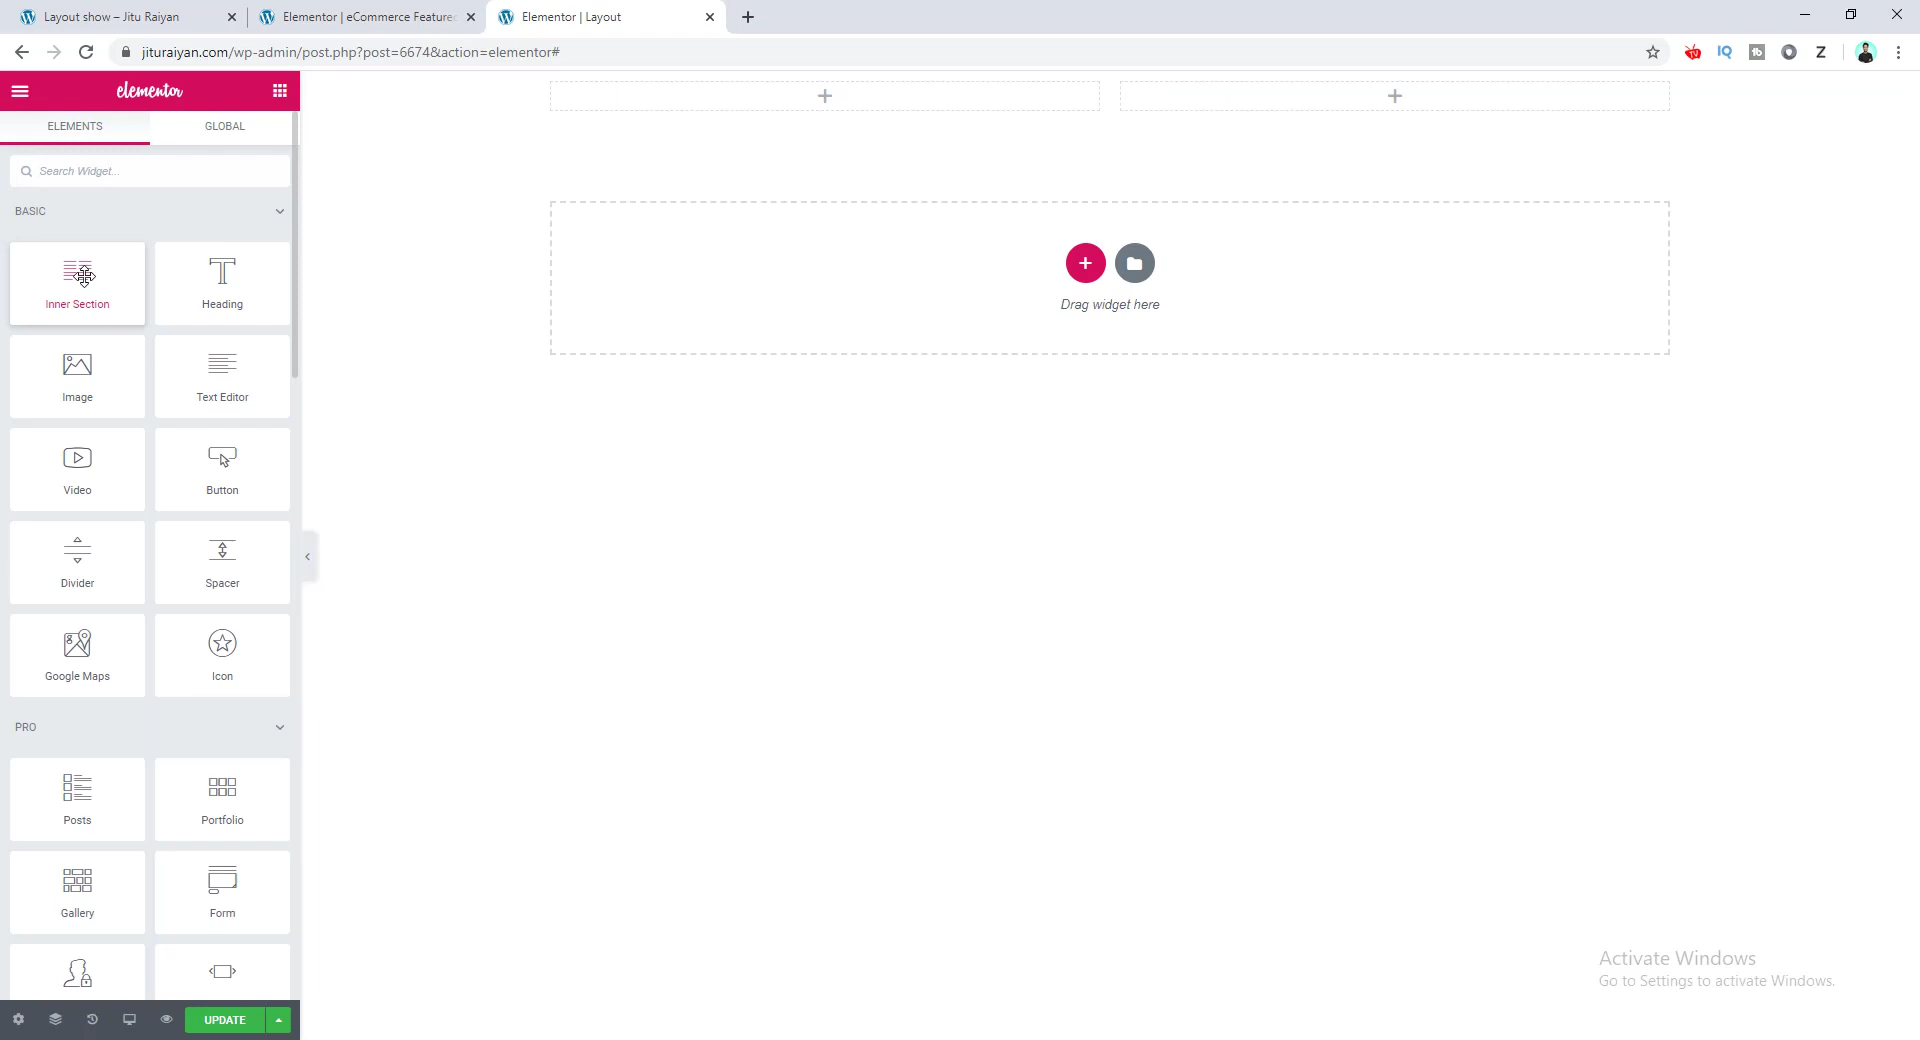 Layout show – Jitu Raiyan
Elementor | eCommerce Feature
Elementor | Layout
jituraiyan.com/wp-admin/post.php?post=6674&action=elementor#
IQ
tb
Z
elementor
ELEMENTS
GLOBAL
Search Widget...
BASIC
Inner Section
Heading
Image
Text Editor
Video
Button
Divider
Spacer
Google Maps
Icon
PRO
Posts
Portfolio
Gallery
Form
UPDATE
Drag widget here
Activate Windows
Go to Settings to activate Windows.